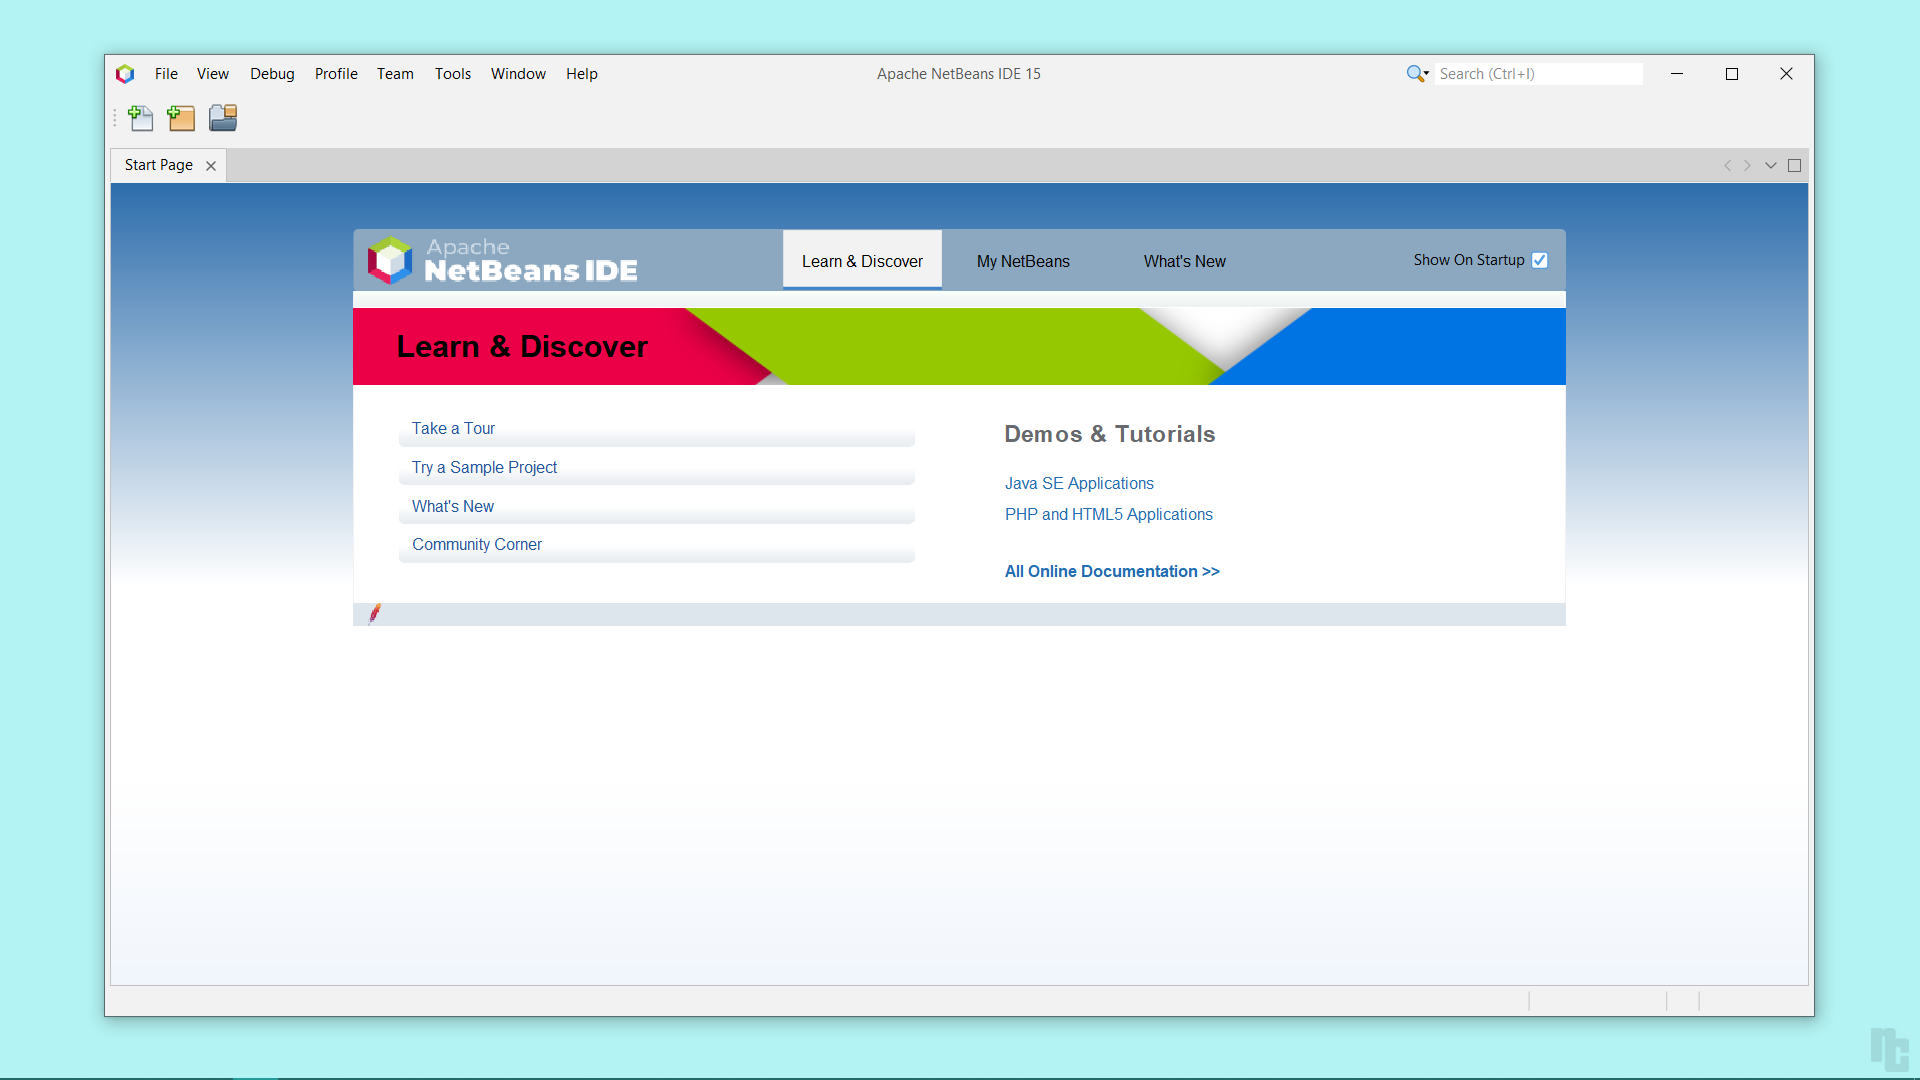 File View Debug Profile Team Tools Window Help
Apache NetBeans IDE 15
Search (Ctrl+I)
Start Page
Apache
NetBeans IDE
Learn & Discover
My NetBeans
What's New
Show On Startup
Learn & Discover
Take a Tour
Try a Sample Project
What's New
Community Corner
Demos & Tutorials
Java SE Applications
PHP and HTML5 Applications
All Online Documentation >>